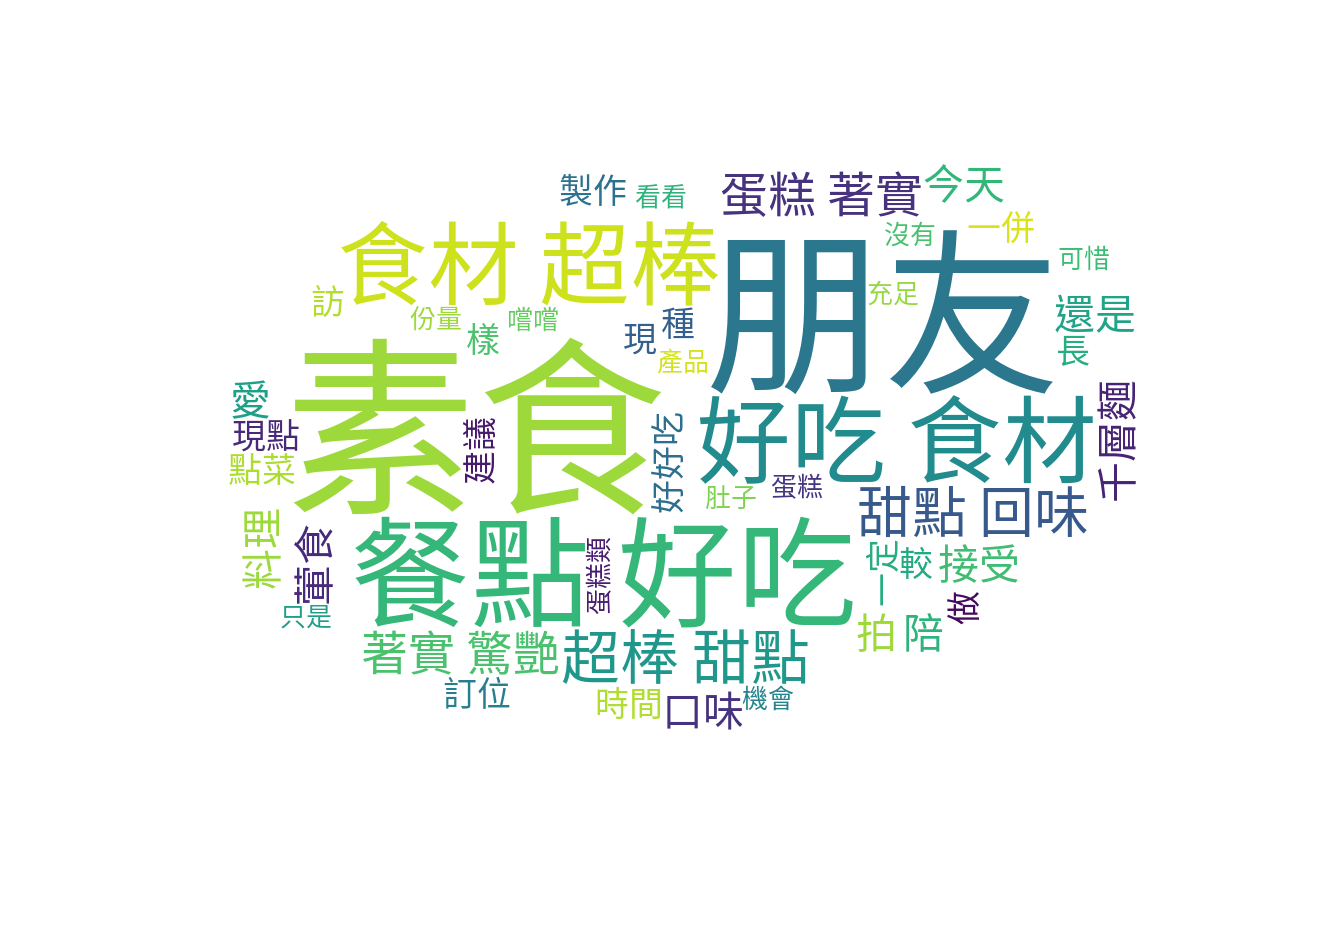 製作
看看
蛋糕 著實
今天
食材 超棒
朋友
沒有
一併
可惜
訪
份量
嚐嚐
樣
現
種
產品
充足
還是
長
素食
愛
現點
點菜
建議
好好吃
好吃 食材
千層麵
肚子
蛋糕
甜點 回味
料理
葷食
餐點 好吃
蛋糕類
一定
較
接受
做
只是
著實 驚艷
超棒 甜點
拍
陪
訂位
時間
口味
機會